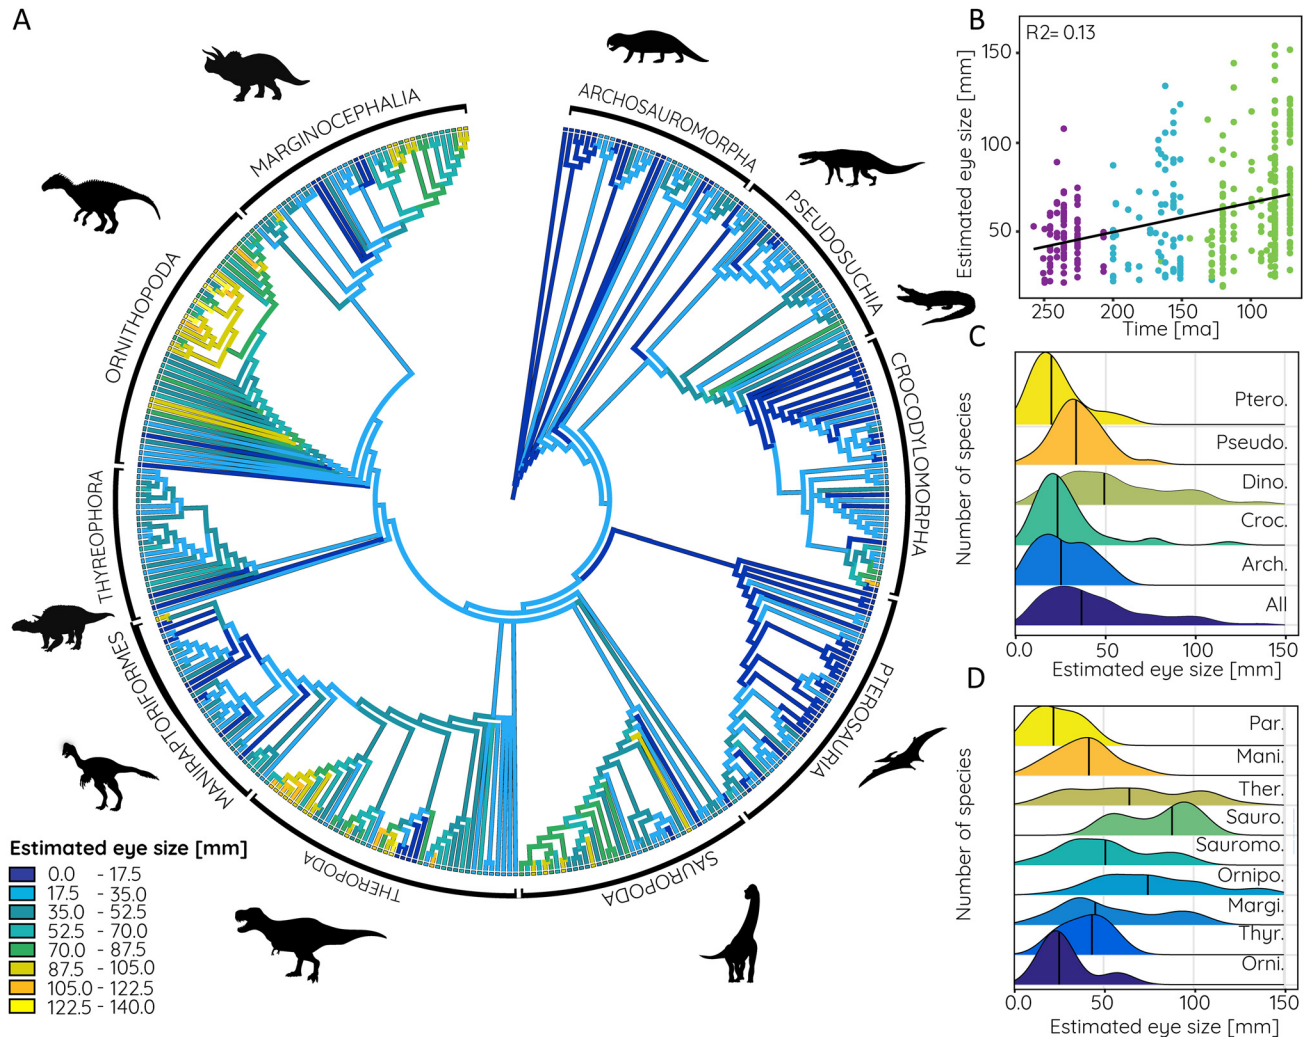 A
ARCHOSAUROMORPHA
PSEUDOSUCHIA
CROCODYLOMORPHA
PTEROSAURIA
SAUROPODA
THEROPODA
MANIRAPTORIFORMES
THYREOPHORA
ORNITHOPODA
MARGINOCEPHALIA
Estimated eye size [mm]
0.0 - 17.5
17.5 - 35.0
35.0 - 52.5
52.5 - 70.0
70.0 - 87.5
87.5 - 105.0
105.0 - 122.5
122.5 - 140.0
B
R2= 0.13
Estimated eye size [mm]
150
100
50
250 200 150 100
Time [ma]
C
Number of species
Ptero.
Pseudo.
Dino.
Croc.
Arch.
All
0.0 50 100 150
Estimated eye size [mm]
D
Number of species
Par.
Mani.
Ther.
Sauro.
Sauromo.
Ornipo.
Margi.
Thyr.
Orni.
0.0 50 100 150
Estimated eye size [mm]